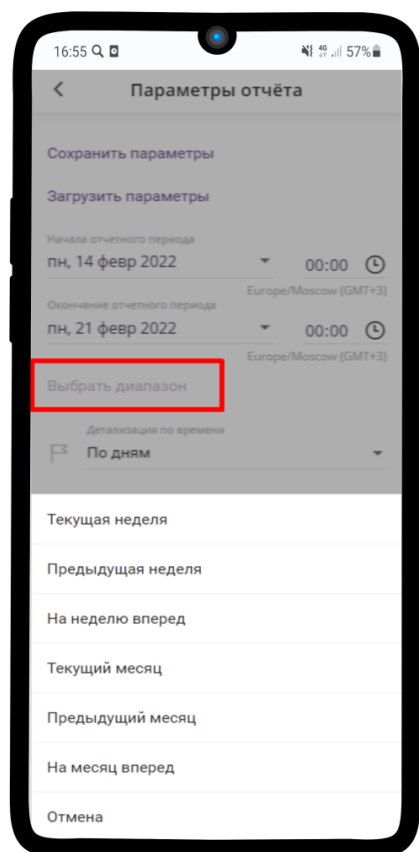 16:55
4G
57%
Параметры отчёта
Сохранить параметры
Загрузить параметры
Начала отчетного периода
пн, 14 февр 2022
00:00
Europe/Moscow (GMT+3)
Окончание отчетного периода
пн, 21 февр 2022
00:00
Europe/Moscow (GMT+3)
Выбрать диапазон
Детализация по времени
По дням
Текущая неделя
Предыдущая неделя
На неделю вперед
Текущий месяц
Предыдущий месяц
На месяц вперед
Отмена